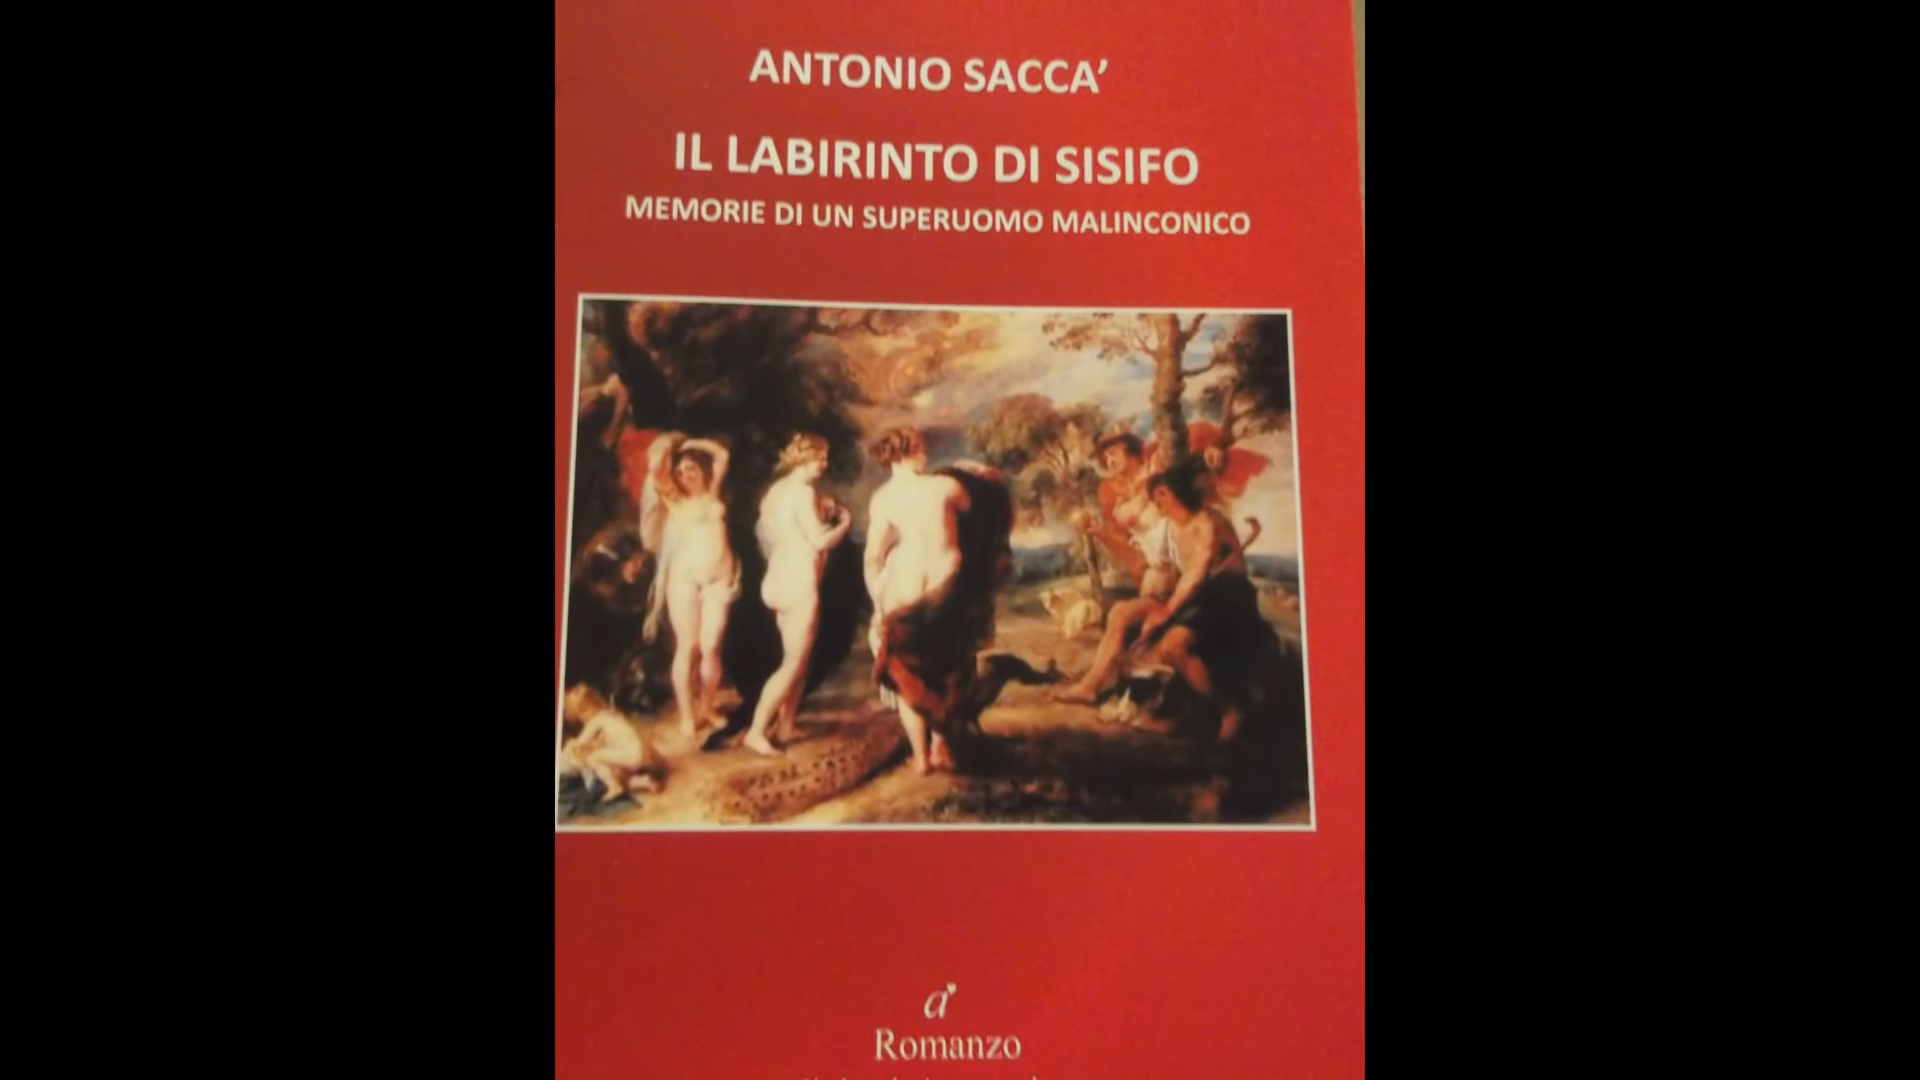 ANTONIO SACCA'
IL LABIRINTO DI SISIFO
MEMORIE DI UN SUPERUOMO MALINCONICO
a
Romanzo